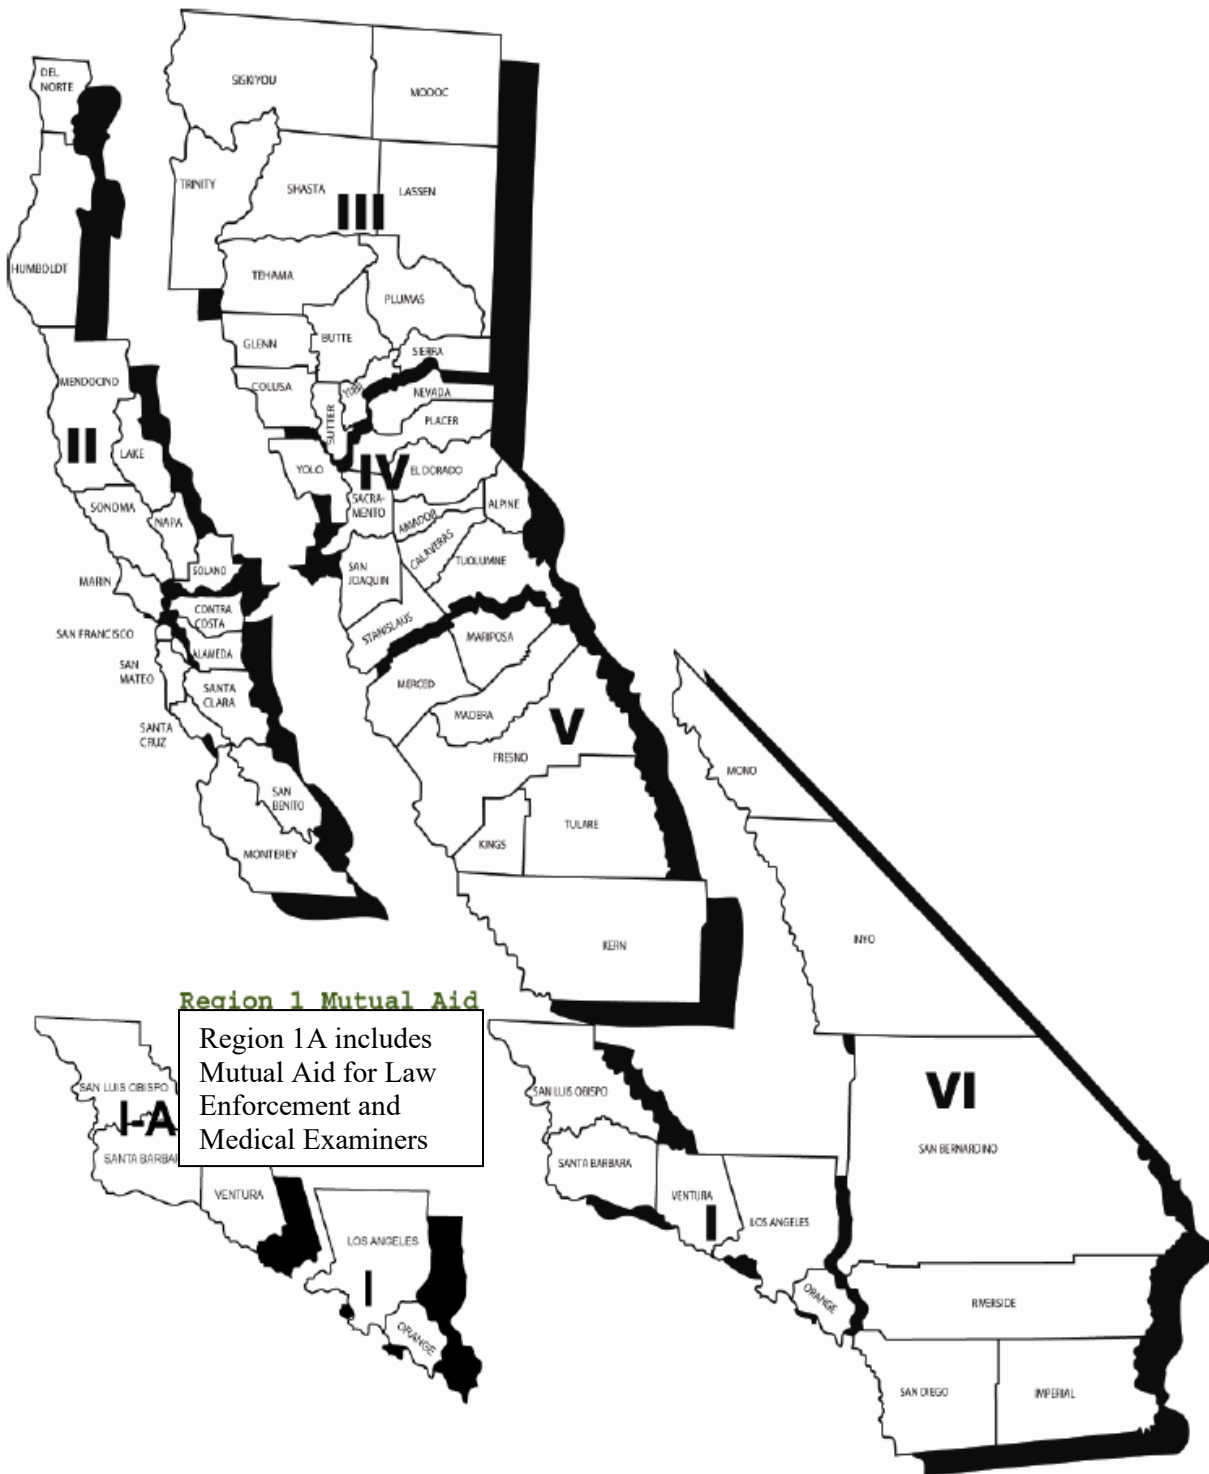 DEL
NORTE
SISKIYOU
MODOC
TRINITY
SHASTA
LASSEN
III
HUMBOLDT
TEHAMA
PLUMAS
GLENN
BUTTE
SIERRA
MENDOCINO
COLUSA
YUBA
NEVADA
SUTTER
PLACER
II
LAKE
YOLO
IV
EL DORADO
SONOMA
NAPA
SACRA-
MENTO
AMADOR
ALPINE
CALAVERAS
TUOLUMNE
MARIN
SOLANO
SAN
JOAQUIN
CONTRA
COSTA
STANISLAUS
SAN FRANCISCO
ALAMEDA
MARIPOSA
SAN
MATEO
SANTA
CLARA
MERCED
MADERA
V
SANTA
CRUZ
FRESNO
MONO
SAN
BENITO
TULARE
KINGS
MONTEREY
KERN
INYO
Region 1 Mutual Aid
Region 1A includes
Mutual Aid for Law
Enforcement and
Medical Examiners
SAN LUIS OBISPO
I-A
SANTA BARBAR
VENTURA
LOS ANGELES
I
ORANGE
SAN LUIS OBISPO
SANTA BARBARA
VENTURA
I
LOS ANGELES
ORANGE
VI
SAN BERNARDINO
RIVERSIDE
SAN DIEGO
IMPERIAL